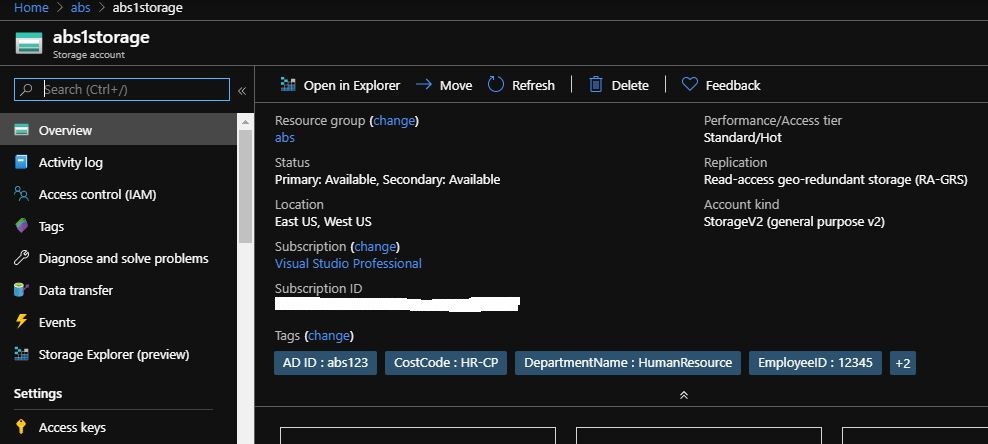 Home > abs > abs1storage
abs1storage
Storage account
Search (Ctrl+/)
«
Overview
Activity log
Access control (IAM)
Tags
Diagnose and solve problems
Data transfer
Events
Storage Explorer (preview)
Settings
Access keys
Open in Explorer Move Refresh Delete Feedback
Resource group (change)
abs
Status
Primary: Available, Secondary: Available
Location
East US, West US
Subscription (change)
Visual Studio Professional
Subscription ID
Performance/Access tier
Standard/Hot
Replication
Read-access geo-redundant storage (RA-GRS)
Account kind
StorageV2 (general purpose v2)
Tags (change)
AD ID : abs123 CostCode : HR-CP DepartmentName : HumanResource EmployeeID : 12345 +2